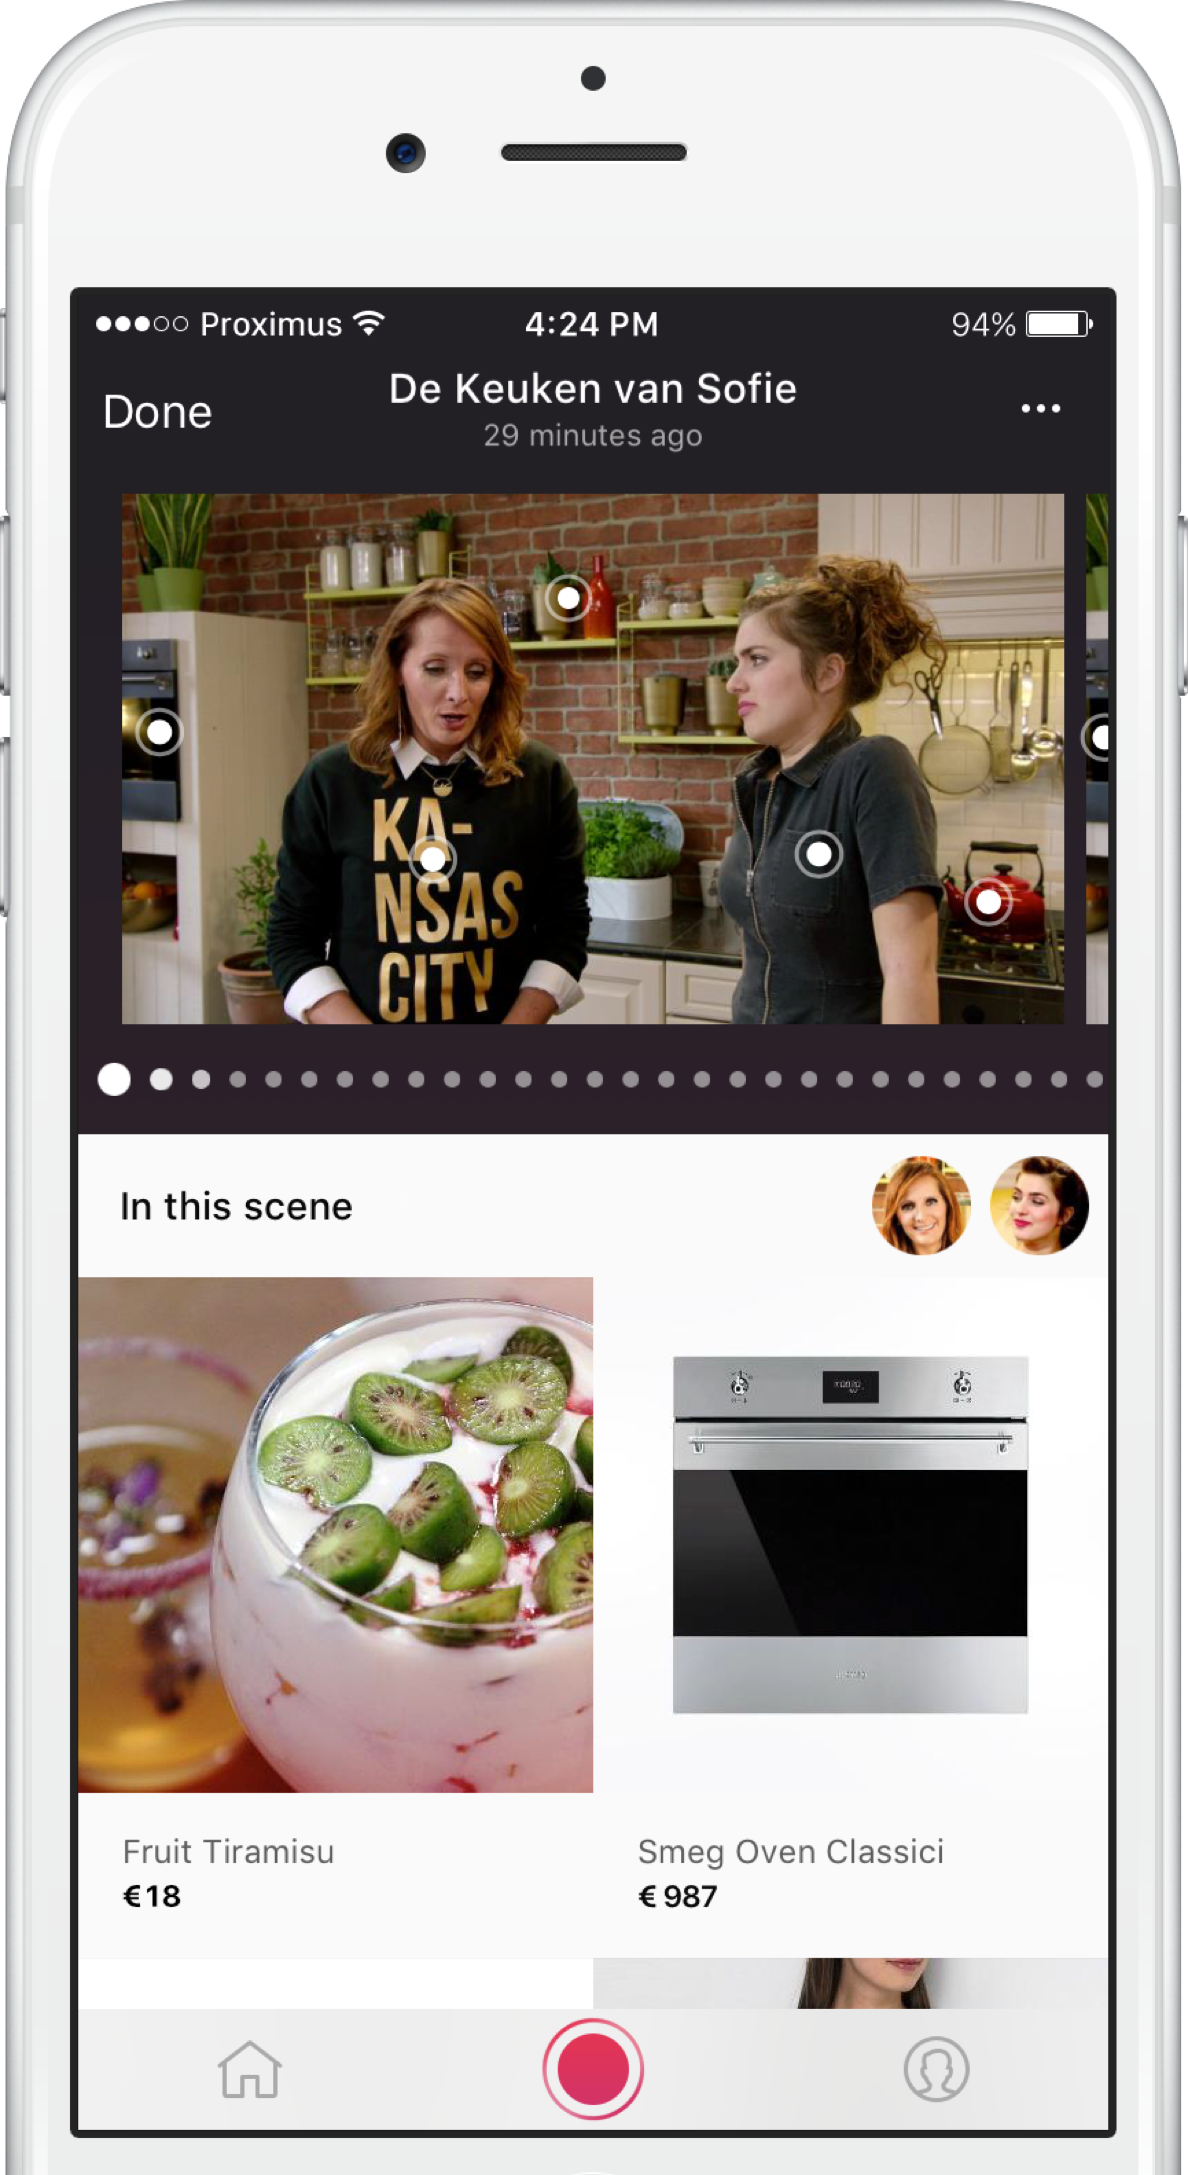 Proximus 4:24 PM 94%
Done
De Keuken van Sofie
29 minutes ago
KA-
NSAS
CITY
In this scene
Fruit Tiramisu
€18
Smeg Oven Classici
€ 987